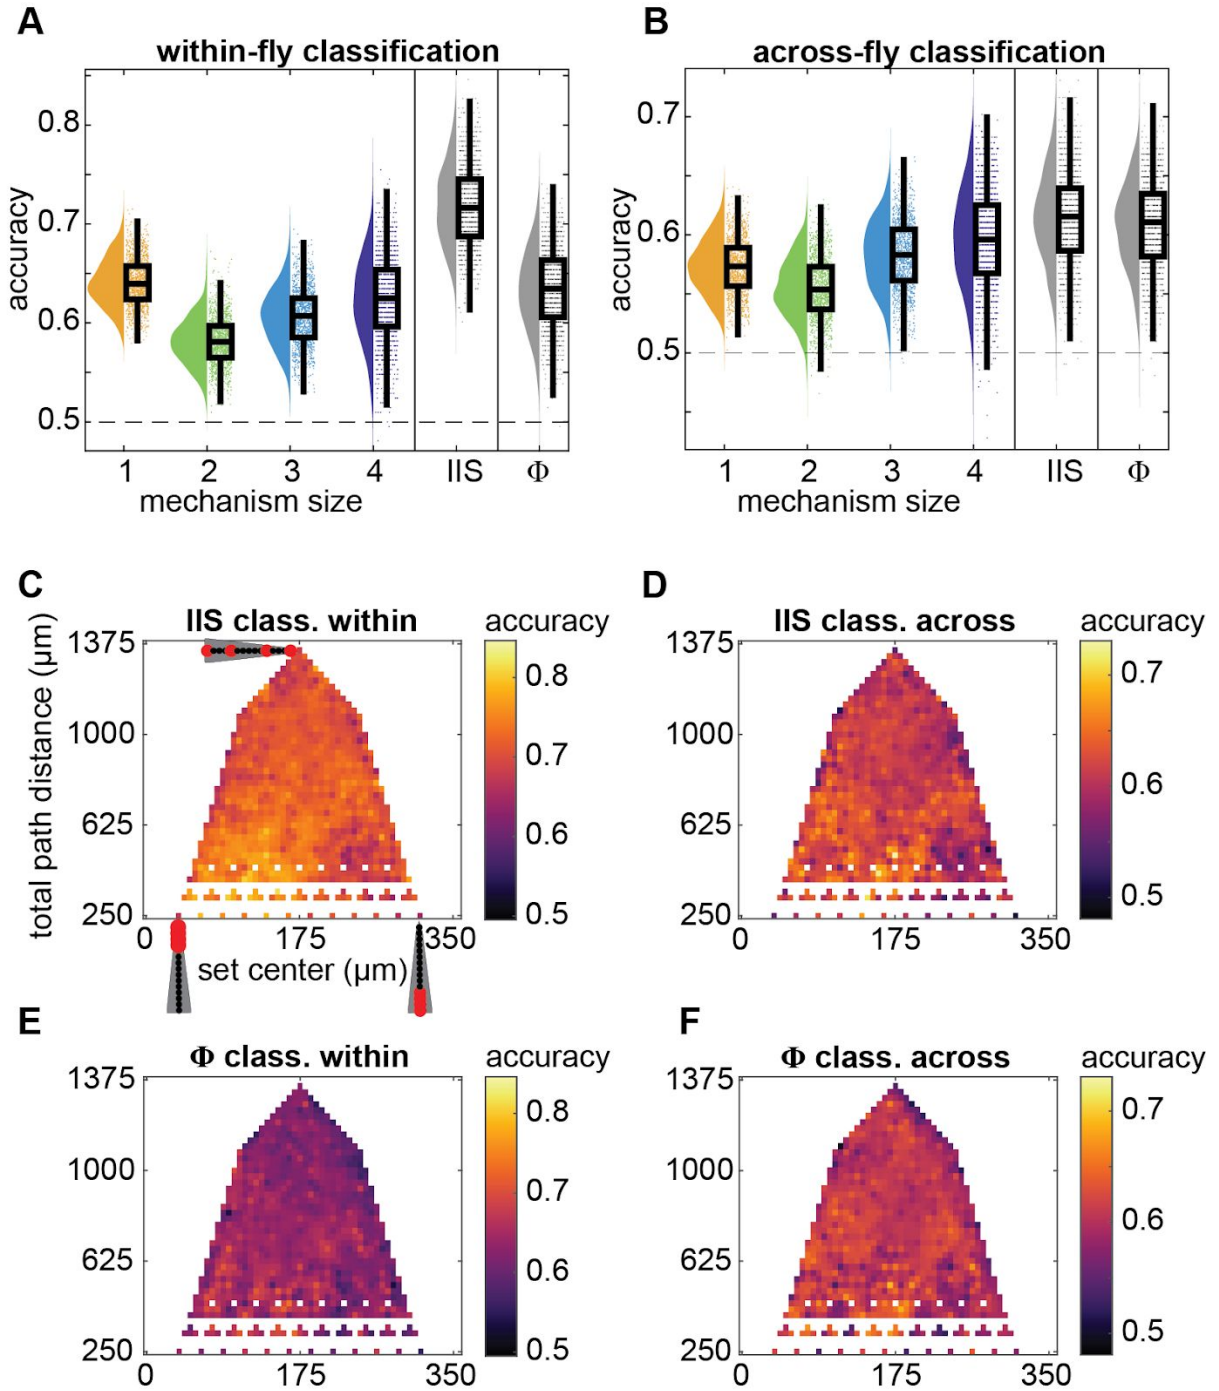 A
within-fly classification
accuracy
0.8
0.7
0.6
0.5
1 2 3 4 IIS Φ
mechanism size
B
across-fly classification
accuracy
0.7
0.6
0.5
1 2 3 4 IIS Φ
mechanism size
C
IIS class. within
accuracy
total path distance (µm)
1375
1000
625
250
0 175 350
set center (µm)
0.8
0.7
0.6
0.5
D
IIS class. across
accuracy
0 175 350
0.7
0.6
0.5
E
Φ class. within
accuracy
1375
1000
625
250
0 175 350
0.8
0.7
0.6
0.5
F
Φ class. across
accuracy
1375
1000
625
250
0 175 350
0.7
0.6
0.5